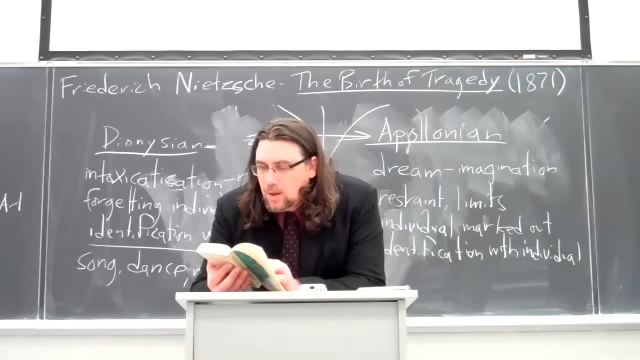 Friederich Nietzsche - The Birth of Tragedy (1871)
Dionysian
Apollonian
intoxication
forgetting
identification
song, dance
dream - imagination
restraint, limits
individual marked out
identification with individual